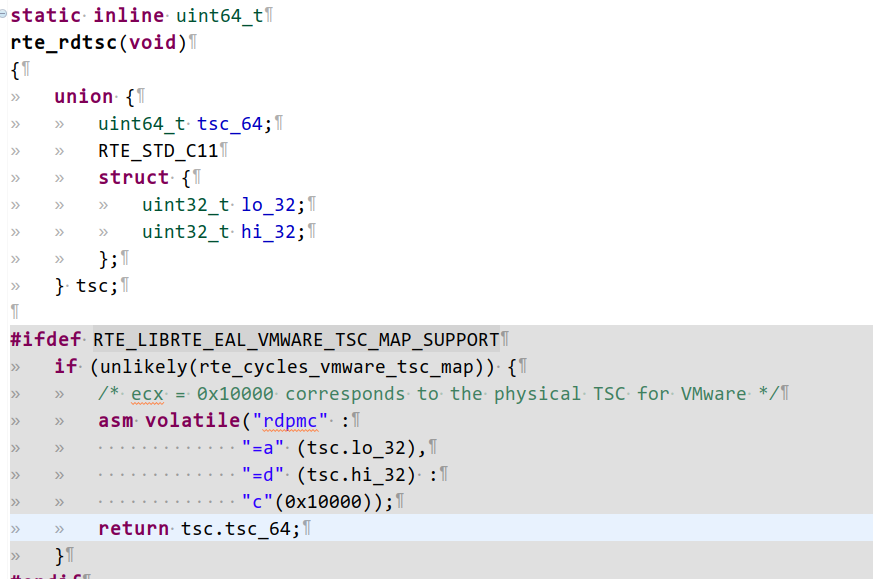 static inline uint64_t
rte_rdtsc(void)
{
union {
uint64_t tsc_64;
RTE_STD_C11
struct {
uint32_t lo_32;
uint32_t hi_32;
};
} tsc;
#ifdef RTE_LIBRTE_EAL_VMWARE_TSC_MAP_SUPPORT
if (unlikely(rte_cycles_vmware_tsc_map)) {
/* ecx = 0x10000 corresponds to the physical TSC for VMware */
asm volatile("rdpmc" :
"=a" (tsc.lo_32),
"=d" (tsc.hi_32) :
"c"(0x10000));
return tsc.tsc_64;
}
#endif